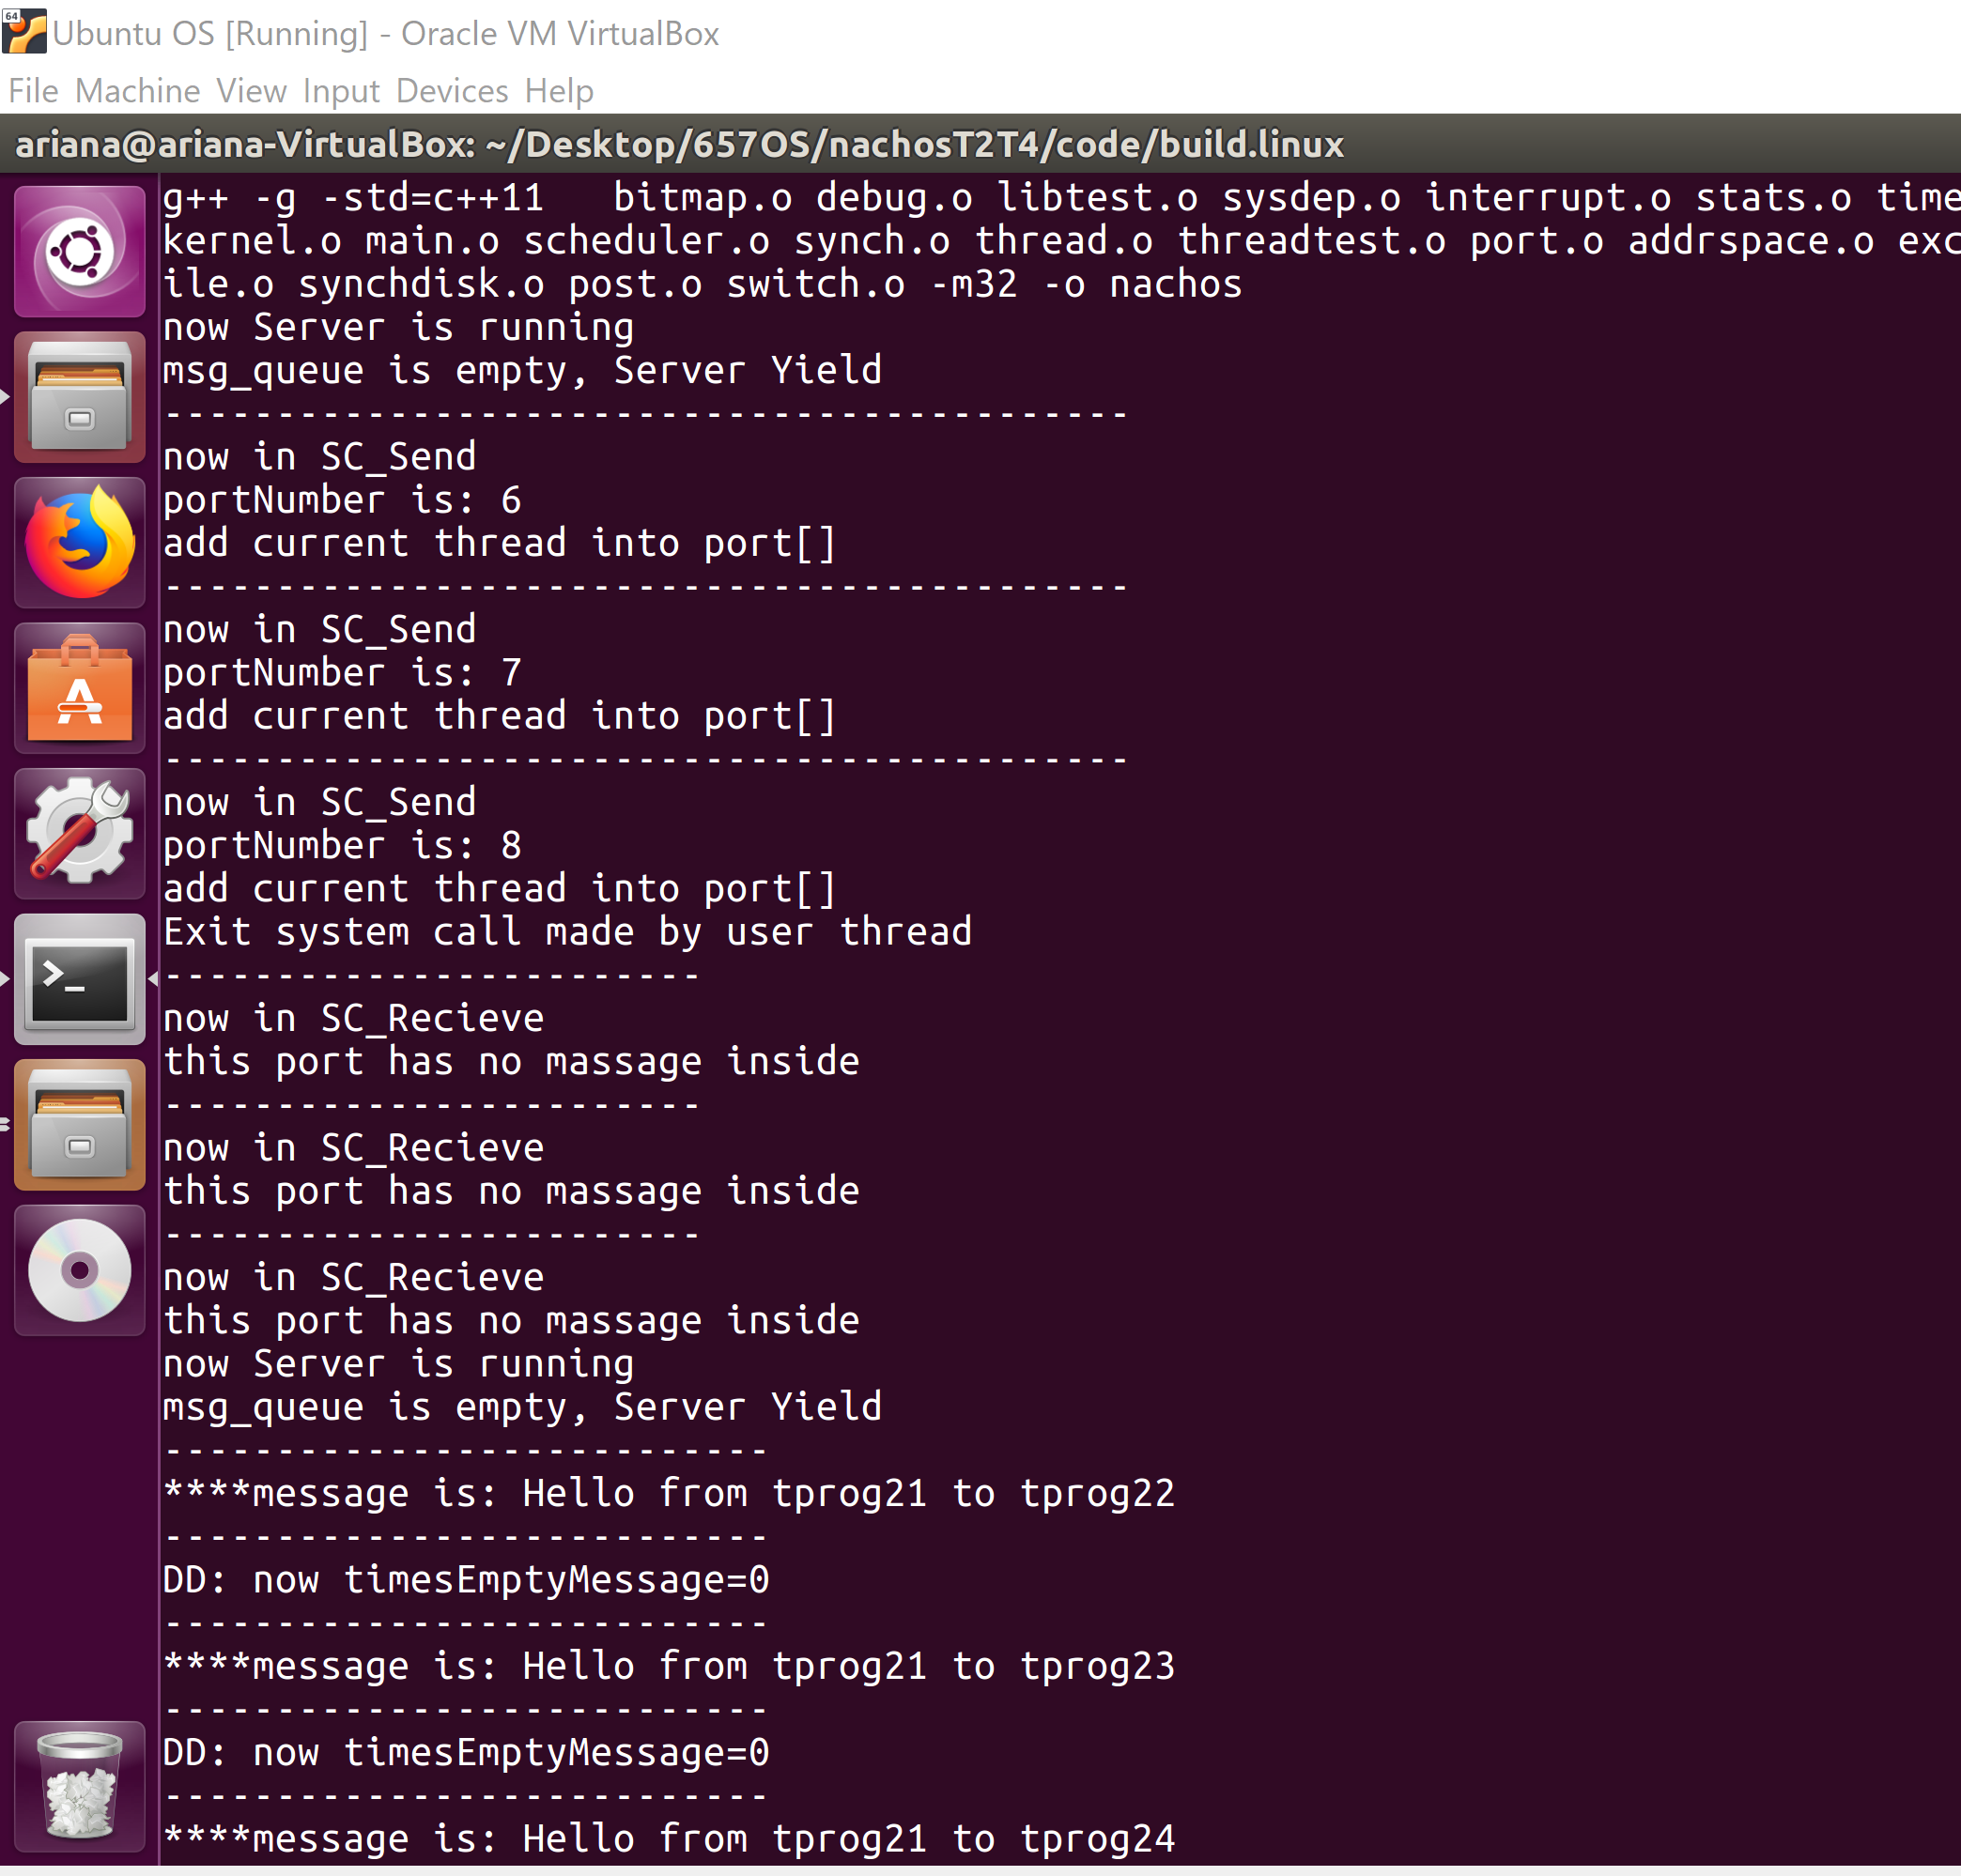 64
Ubuntu OS [Running] - Oracle VM VirtualBox
File Machine View Input Devices Help
ariana@ariana-VirtualBox: ~/Desktop/657OS/nachosT2T4/code/build.linux
g++ -g -std=c++11   bitmap.o debug.o libtest.o sysdep.o interrupt.o stats.o time
kernel.o main.o scheduler.o synch.o thread.o threadtest.o port.o addrspace.o exc
ile.o synchdisk.o post.o switch.o -m32 -o nachos
now Server is running
msg_queue is empty, Server Yield
-------------------------------------------
now in SC_Send
portNumber is: 6
add current thread into port[]
-------------------------------------------
now in SC_Send
portNumber is: 7
add current thread into port[]
-------------------------------------------
now in SC_Send
portNumber is: 8
add current thread into port[]
Exit system call made by user thread
------------------------
now in SC_Recieve
this port has no massage inside
------------------------
now in SC_Recieve
this port has no massage inside
------------------------
now in SC_Recieve
this port has no massage inside
now Server is running
msg_queue is empty, Server Yield
---------------------------
****message is: Hello from tprog21 to tprog22
---------------------------
DD: now timesEmptyMessage=0
---------------------------
****message is: Hello from tprog21 to tprog23
---------------------------
DD: now timesEmptyMessage=0
---------------------------
****message is: Hello from tprog21 to tprog24